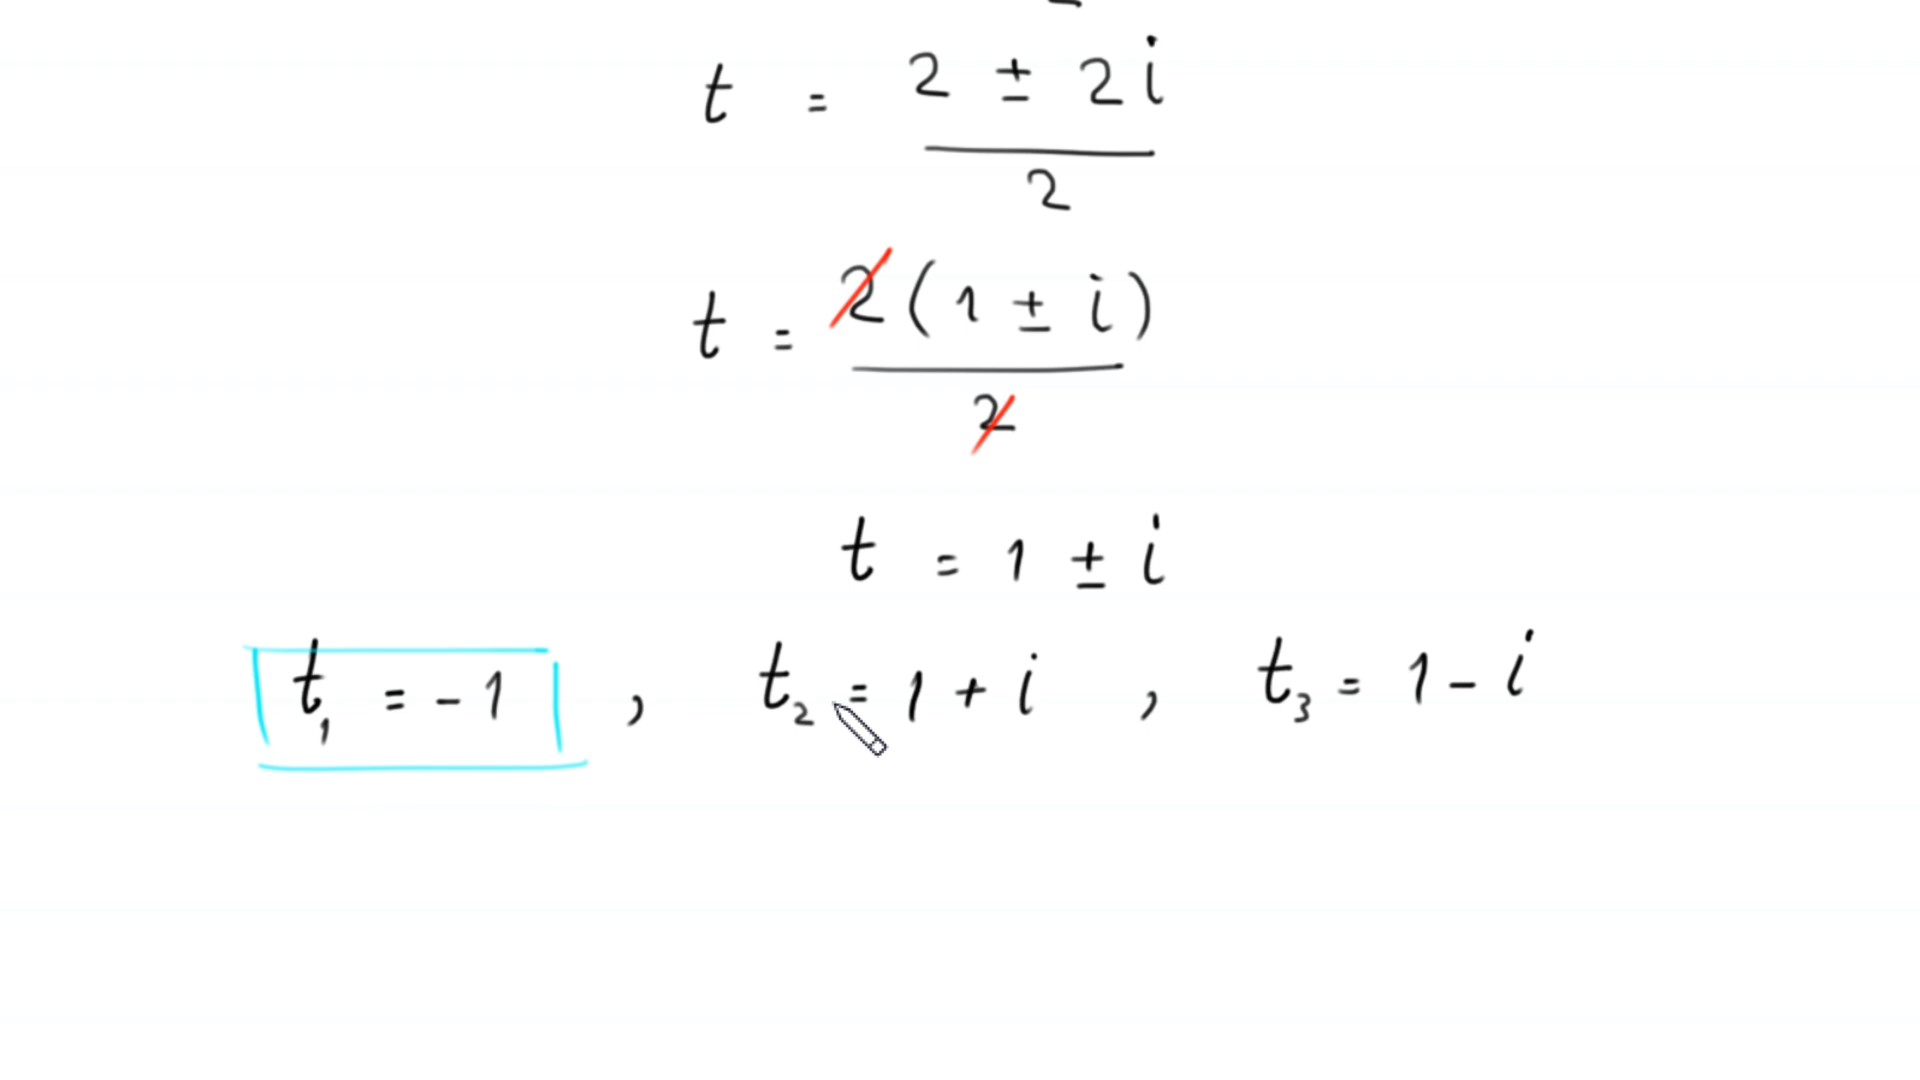 t = 2 ± 2i
2
t = 2(1 ± i)
2
t = 1 ± i
t₁ = -1 , t₂ = 1 + i , t₃ = 1 - i